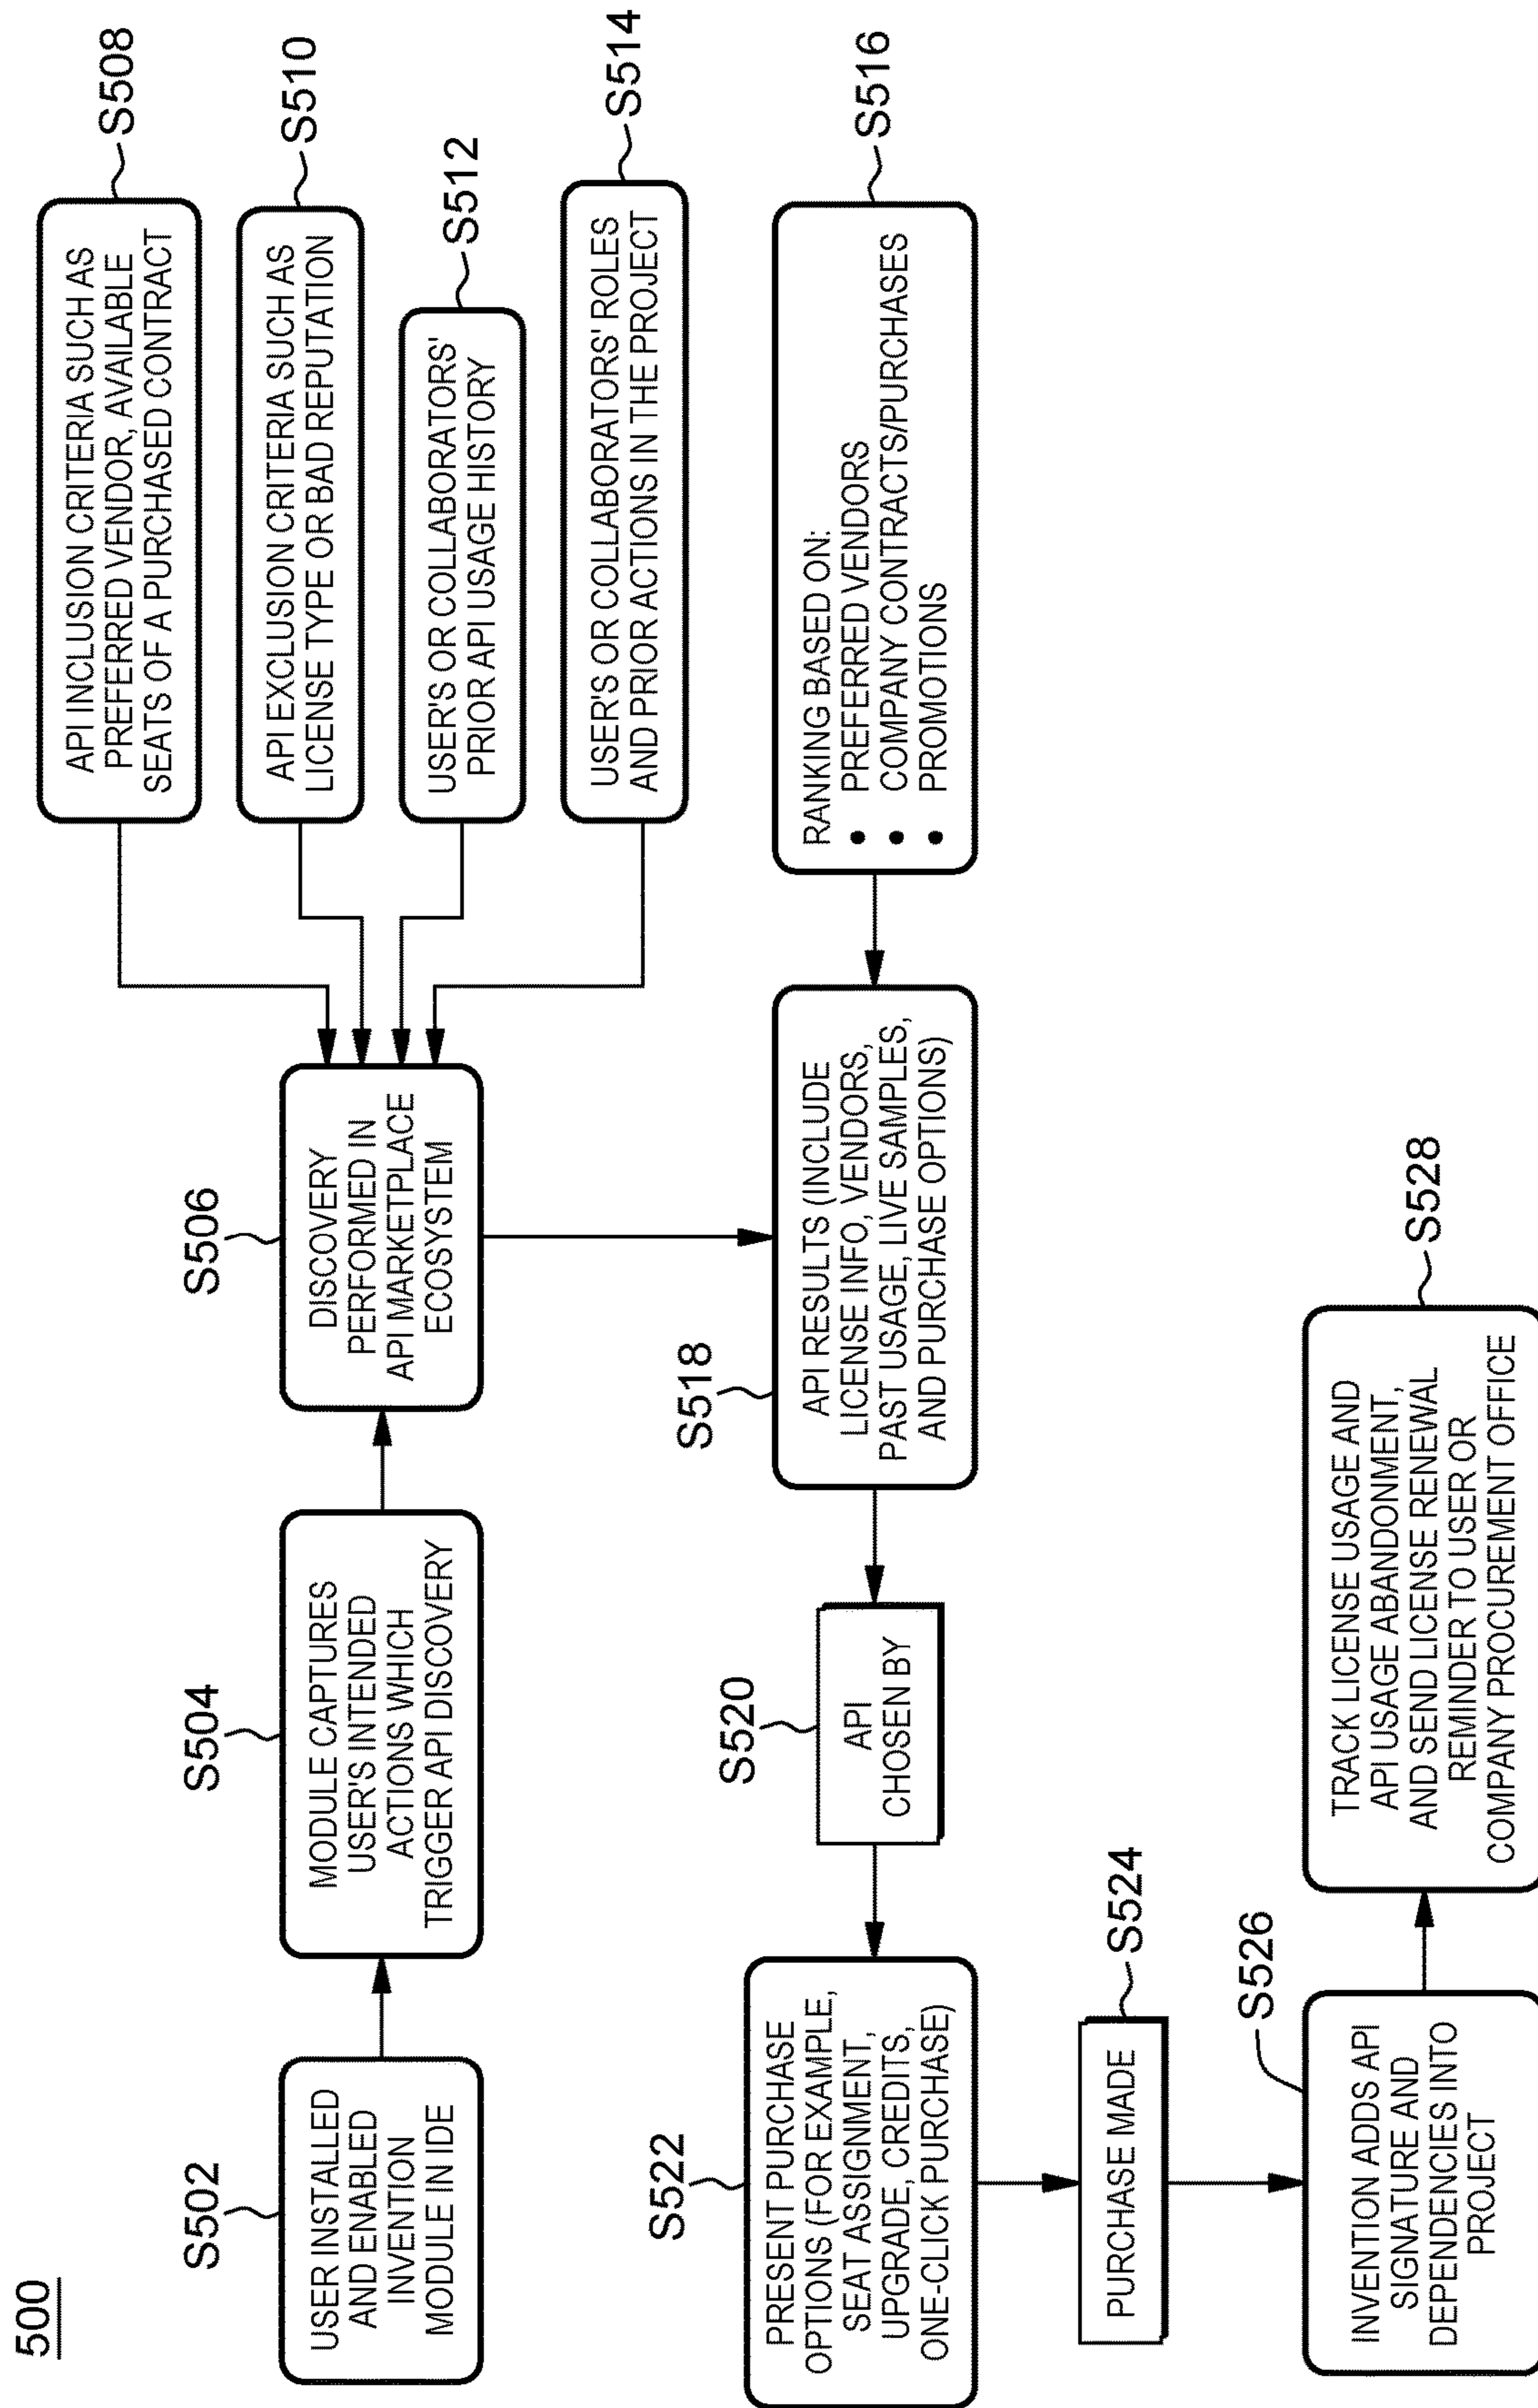 500
S502
USER INSTALLED
AND ENABLED
INVENTION
MODULE IN IDE
S504
MODULE CAPTURES
USER'S INTENDED
ACTIONS WHICH
TRIGGER API DISCOVERY
S506
DISCOVERY
PERFORMED IN
API MARKETPLACE
ECOSYSTEM
API INCLUSION CRITERIA SUCH AS
PREFERRED VENDOR, AVAILABLE
SEATS OF A PURCHASED CONTRACT
S508
API EXCLUSION CRITERIA SUCH AS
LICENSE TYPE OR BAD REPUTATION
S510
USER'S OR COLLABORATORS'
PRIOR API USAGE HISTORY
S512
USER'S OR COLLABORATORS' ROLES
AND PRIOR ACTIONS IN THE PROJECT
S514
RANKING BASED ON:
• PREFERRED VENDORS
• COMPANY CONTRACTS/PURCHASES
• PROMOTIONS
S516
S518
API RESULTS (INCLUDE
LICENSE INFO, VENDORS,
PAST USAGE, LIVE SAMPLES,
AND PURCHASE OPTIONS)
S520
API
CHOSEN BY
S522
PRESENT PURCHASE
OPTIONS (FOR EXAMPLE,
SEAT ASSIGNMENT,
UPGRADE, CREDITS,
ONE-CLICK PURCHASE)
S524
PURCHASE MADE
S526
INVENTION ADDS API
SIGNATURE AND
DEPENDENCIES INTO
PROJECT
TRACK LICENSE USAGE AND
API USAGE ABANDONMENT,
AND SEND LICENSE RENEWAL
REMINDER TO USER OR
COMPANY PROCUREMENT OFFICE
S528